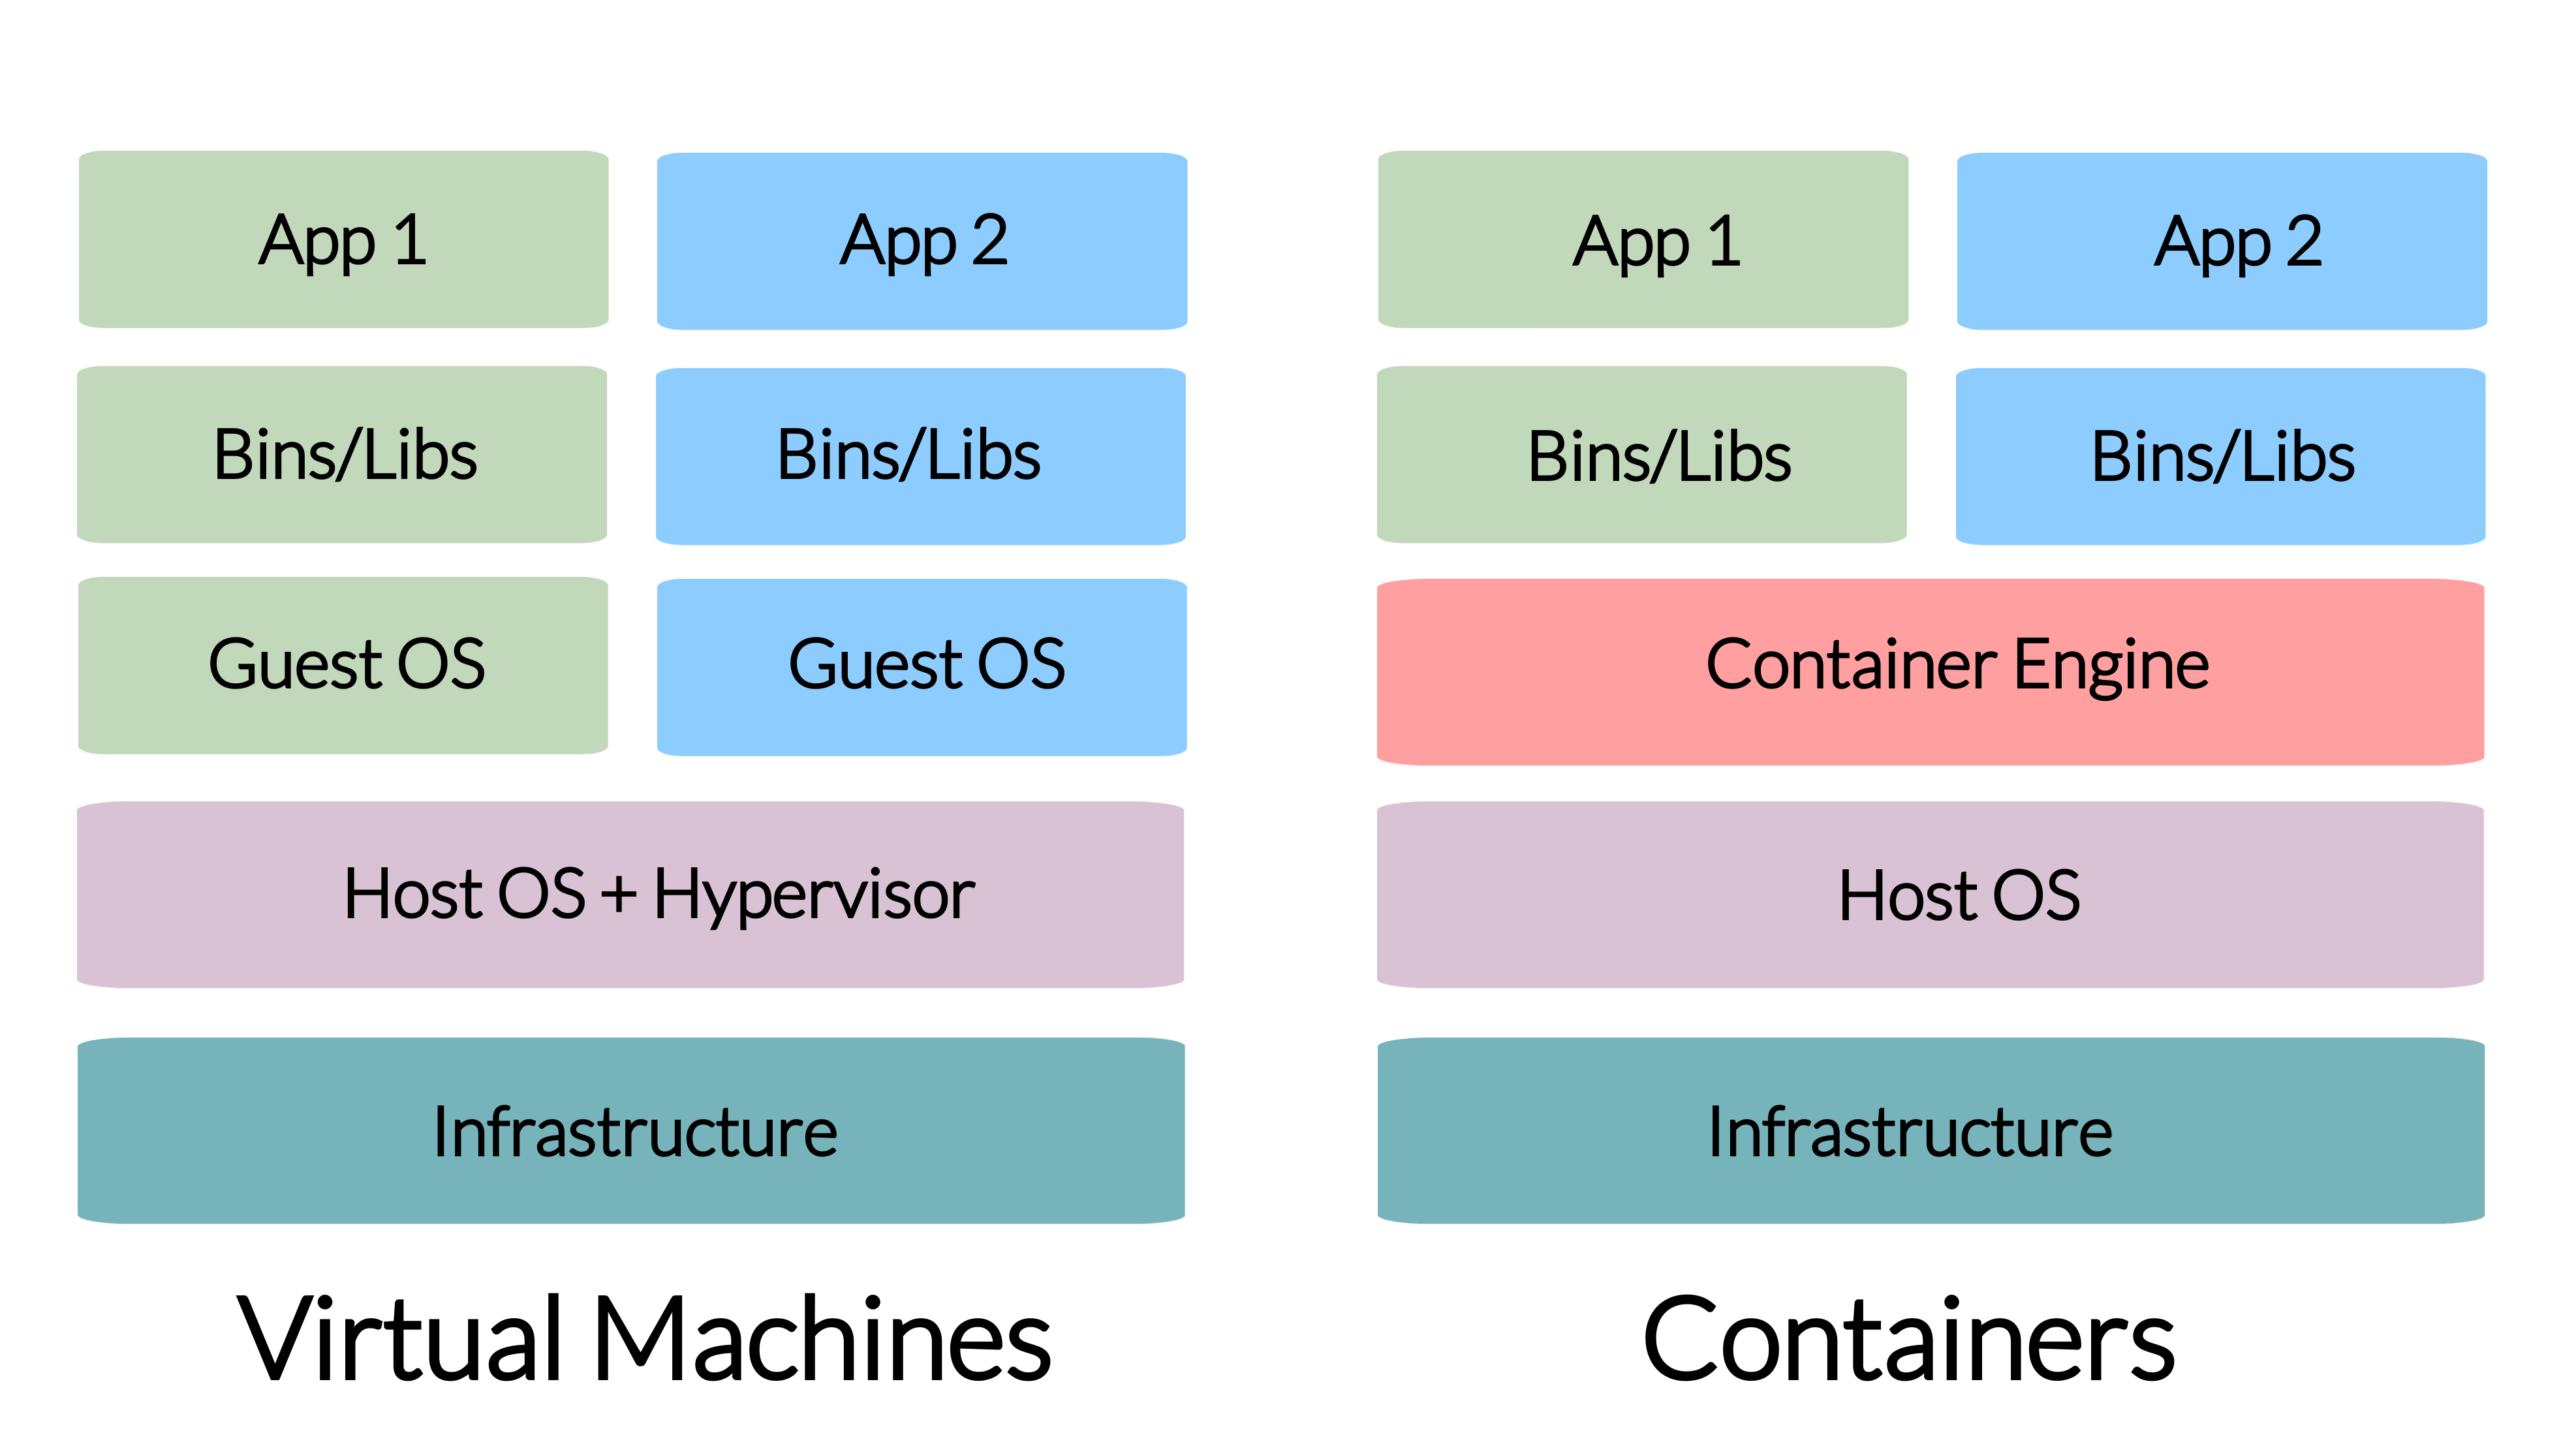 App 1
App 2
Bins/Libs
Bins/Libs
Guest OS
Guest OS
Host OS + Hypervisor
Infrastructure
Virtual Machines
App 1
App 2
Bins/Libs
Bins/Libs
Container Engine
Host OS
Infrastructure
Containers